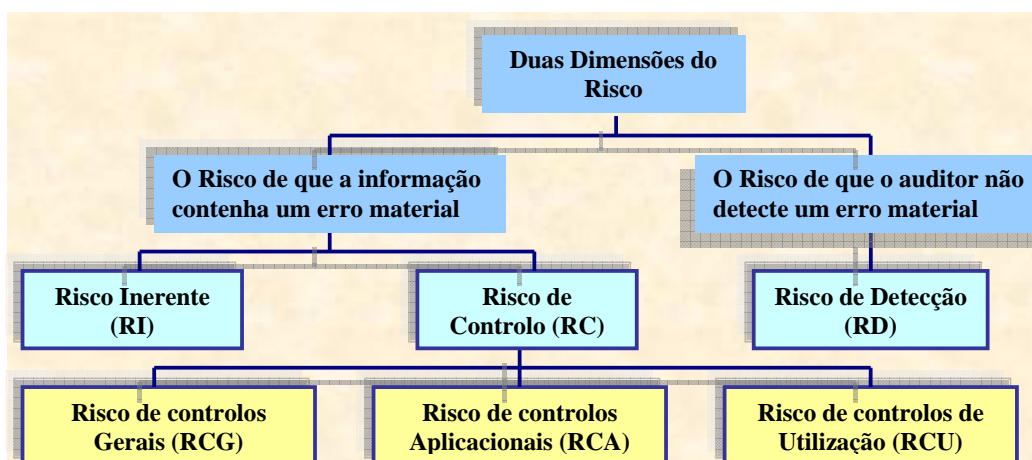 Duas Dimensões do
Risco
O Risco de que a informação
contenha um erro material
O Risco de que o auditor não
detecte um erro material
Risco Inerente
(RI)
Risco de
Controlo (RC)
Risco de Detecção
(RD)
Risco de controlos
Gerais (RCG)
Risco de controlos
Aplicacionais (RCA)
Risco de controlos de
Utilização (RCU)